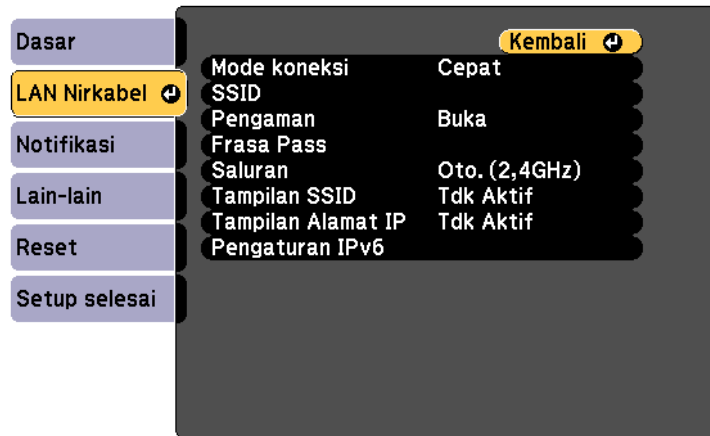 Dasar
LAN Nirkabel
Notifikasi
Lain-lain
Reset
Setup selesai
Kembali
Mode koneksi Cepat
SSID
Pengaman Buka
Frasa Pass
Saluran Oto. (2,4GHz)
Tampilan SSID Tdk Aktif
Tampilan Alamat IP Tdk Aktif
Pengaturan IPv6